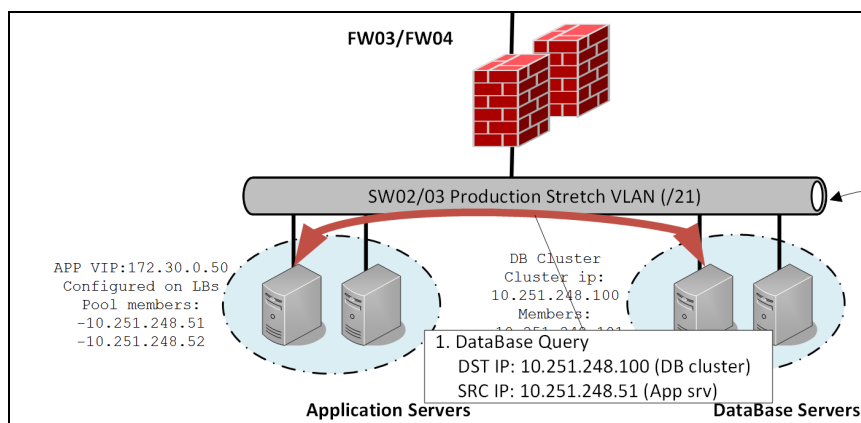 FW03/FW04
SW02/03 Production Stretch VLAN (/21)
APP VIP:172.30.0.50
Configured on LBs
Pool members:
-10.251.248.51
-10.251.248.52
DB Cluster
Cluster ip:
10.251.248.100
Members:
1. DataBase Query
DST IP: 10.251.248.100 (DB cluster)
SRC IP: 10.251.248.51 (App srv)
Application Servers
DataBase Servers